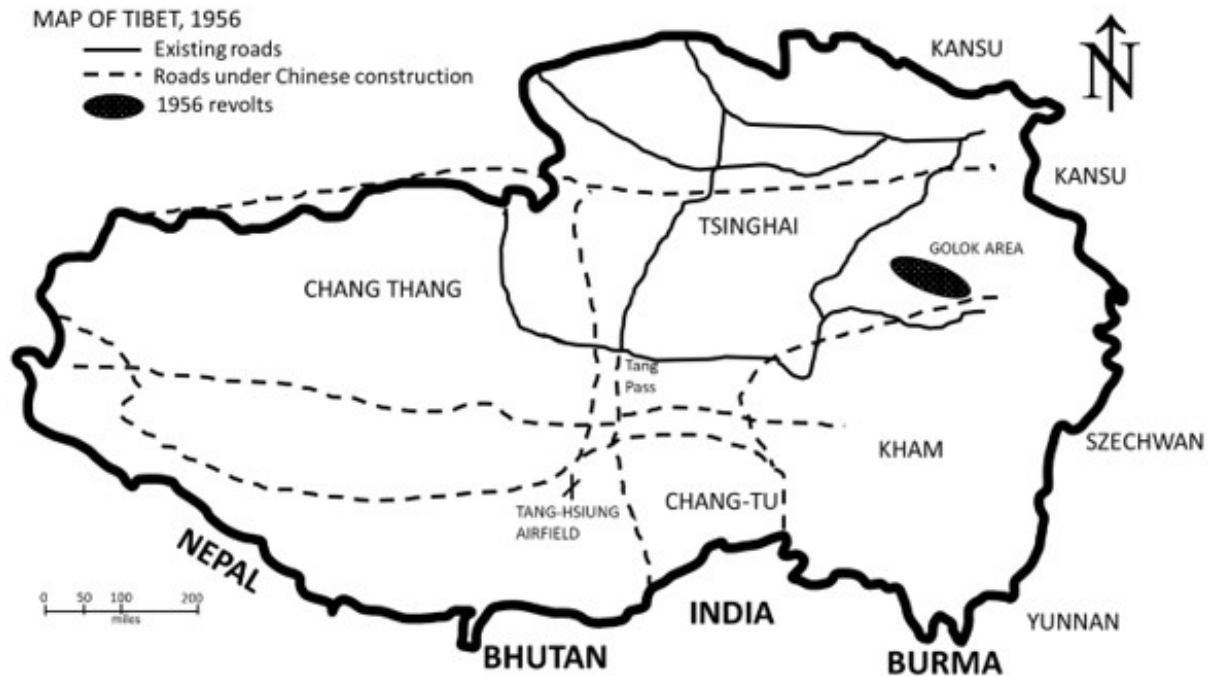 MAP OF TIBET, 1956
Existing roads
Roads under Chinese construction
1956 revolts
KANSU
N
KANSU
TSINGHAI
GOLOK AREA
CHANG THANG
Tang
Pass
KHAM
SZECHWAN
CHANG-TU
TANG-HSIUNG
AIRFIELD
NEPAL
0 50 100 200
miles
INDIA
YUNNAN
BHUTAN
BURMA